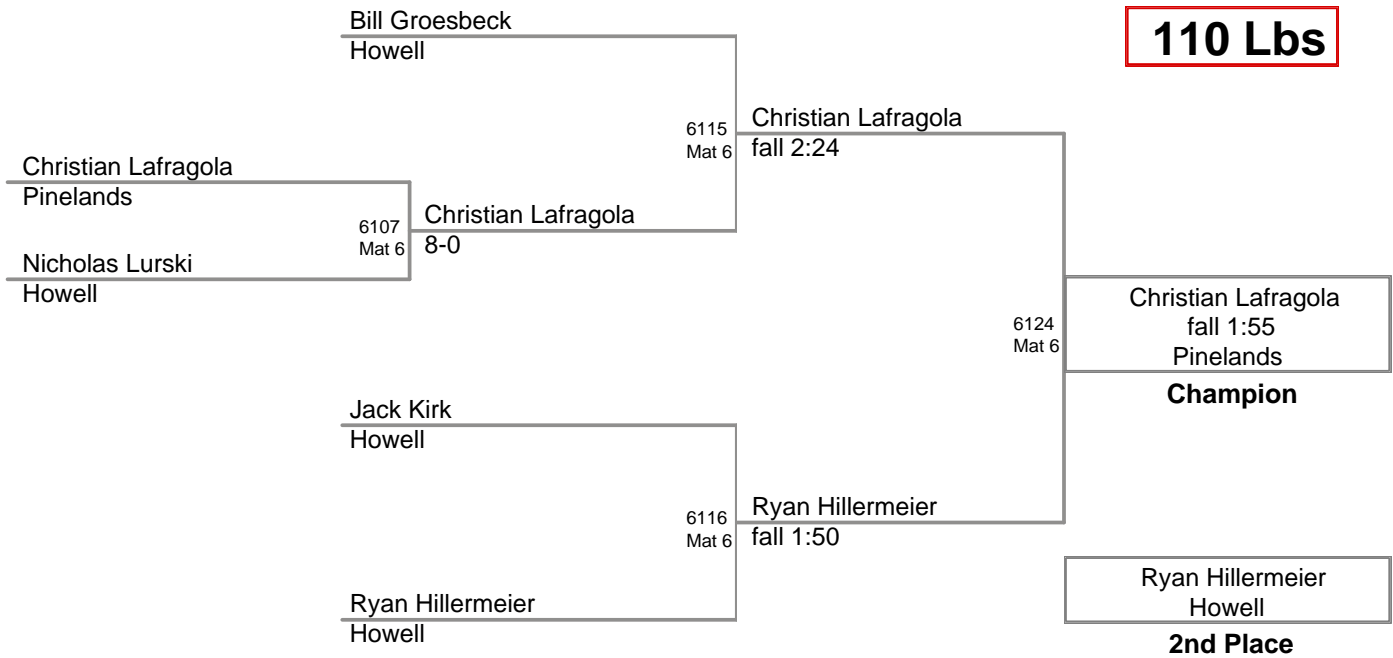 Bill Groesbeck
Howell
110 Lbs
6115
Mat 6
Christian Lafragola
fall 2:24
Christian Lafragola
Pinelands
6107
Mat 6
Christian Lafragola
8-0
Nicholas Lurski
Howell
6124
Mat 6
Christian Lafragola
fall 1:55
Pinelands
Champion
Jack Kirk
Howell
6116
Mat 6
Ryan Hillermeier
fall 1:50
Ryan Hillermeier
Howell
Ryan Hillermeier
Howell
2nd Place